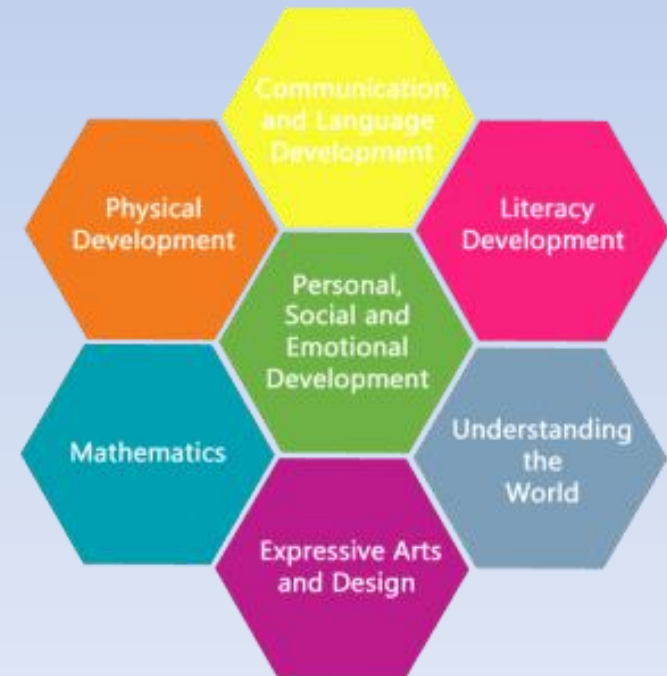 Communication
and Language
Development
Physical
Development
Literacy
Development
Personal,
Social and
Emotional
Development
Mathematics
Understanding
the
World
Expressive Arts
and Design